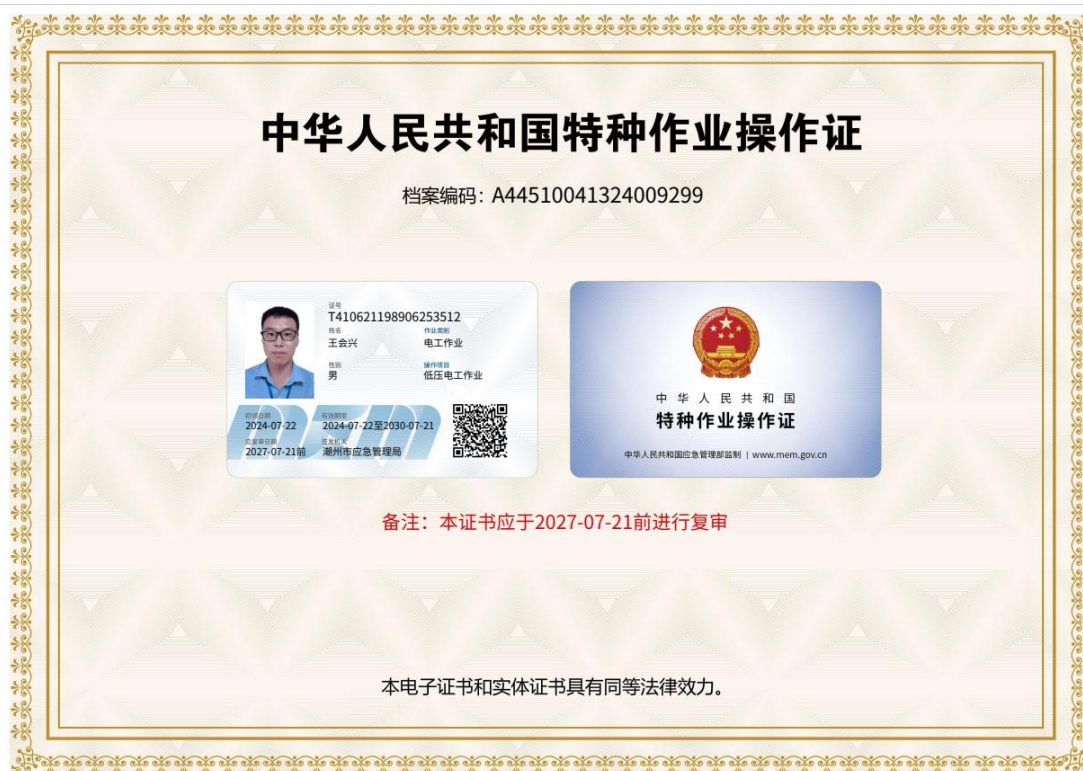 中华人民共和国特种作业操作证
档案编码：A44510041324009299
证号
T410621198906253512
姓名 作业类别
王会兴 电工作业
性别 操作项目
男 低压电工作业
初领日期 有效期限
2024-07-22 2024-07-22至2030-07-21
应复审日期 签发机关
2027-07-21前 潮州市应急管理局
中华人民共和国
特种作业操作证
中华人民共和国应急管理部监制 | www.mem.gov.cn
备注：本证书应于2027-07-21前进行复审
本电子证书和实体证书具有同等法律效力。